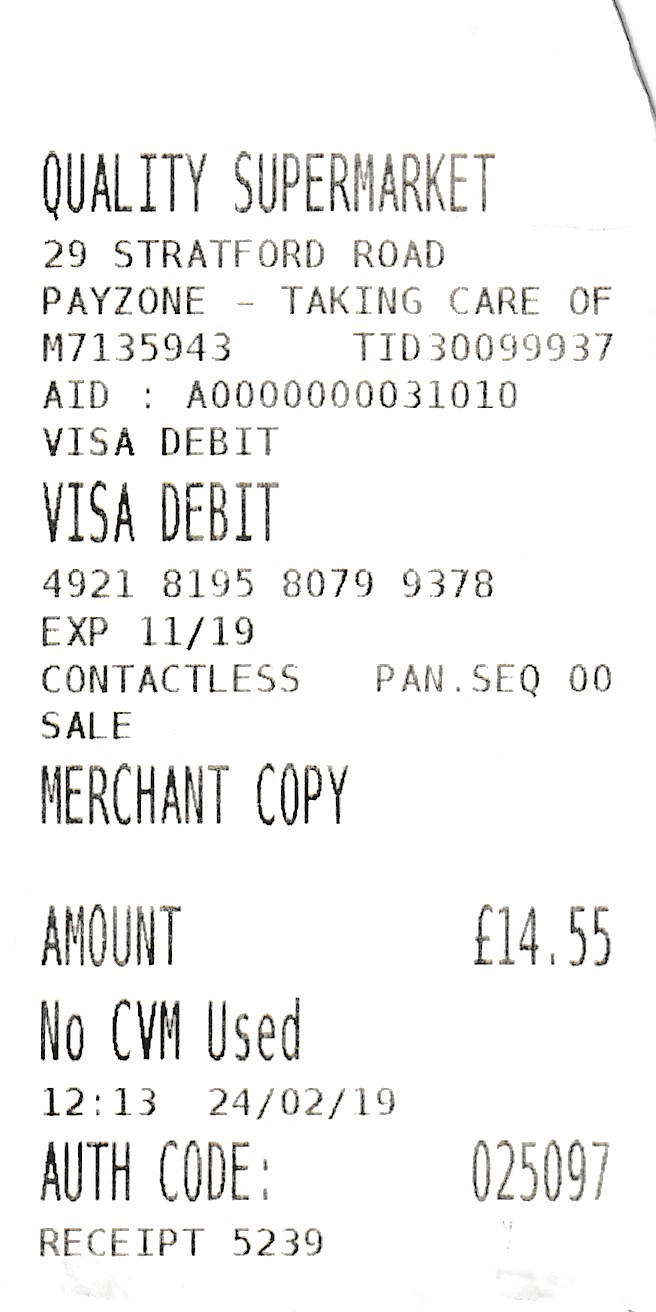 QUALITY SUPERMARKET
29 STRATFORD ROAD
PAYZONE - TAKING CARE OF
M7135943 TID30099937
AID : A0000000031010
VISA DEBIT
VISA DEBIT
4921 8195 8079 9378
EXP 11/19
CONTACTLESS PAN.SEQ 00
SALE
MERCHANT COPY
AMOUNT £14.55
No CVM Used
12:13 24/02/19
AUTH CODE: 025097
RECEIPT 5239